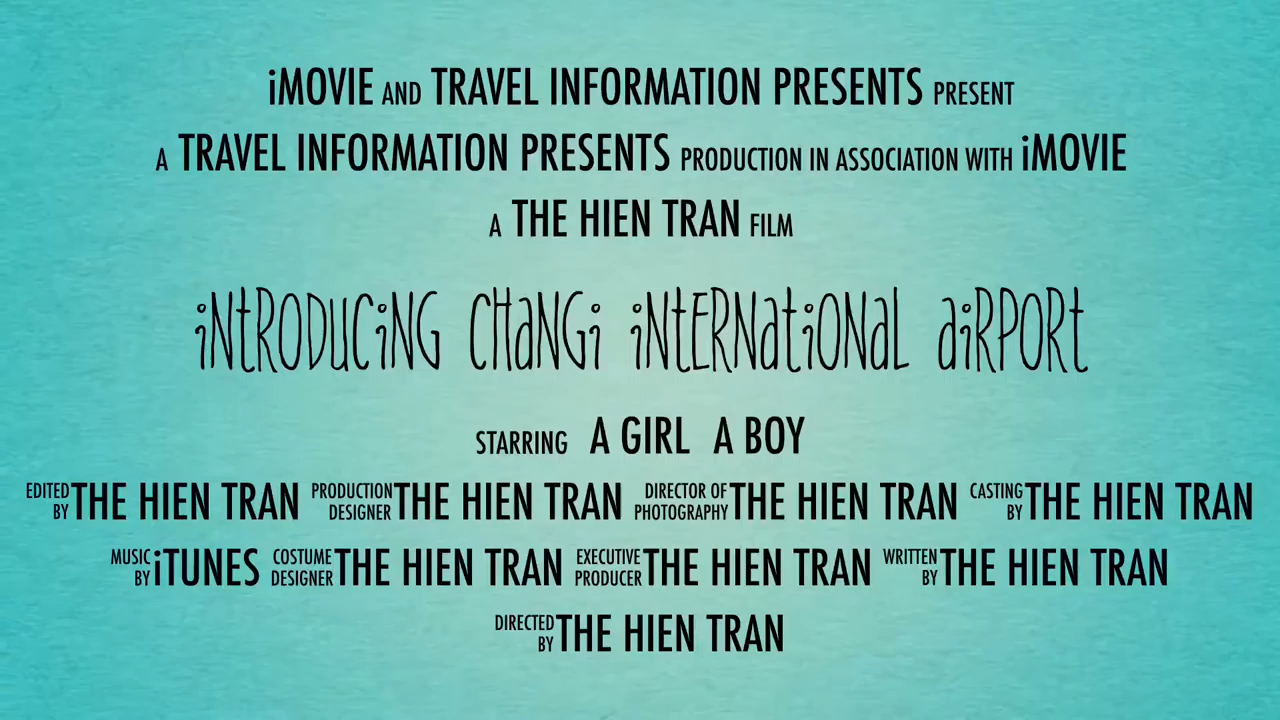 iMOVIE AND TRAVEL INFORMATION PRESENTS PRESENT
A TRAVEL INFORMATION PRESENTS PRODUCTION IN ASSOCIATION WITH iMOVIE
A THE HIEN TRAN FILM
iNtRODUCiNG CHaNGi iNtERNatiONaL aiRPORt
STARRING A GIRL A BOY
EDITED BY THE HIEN TRAN PRODUCTION DESIGNER THE HIEN TRAN DIRECTOR OF PHOTOGRAPHY THE HIEN TRAN CASTING BY THE HIEN TRAN
MUSIC BY iTUNES COSTUME DESIGNER THE HIEN TRAN EXECUTIVE PRODUCER THE HIEN TRAN WRITTEN BY THE HIEN TRAN
DIRECTED BY THE HIEN TRAN